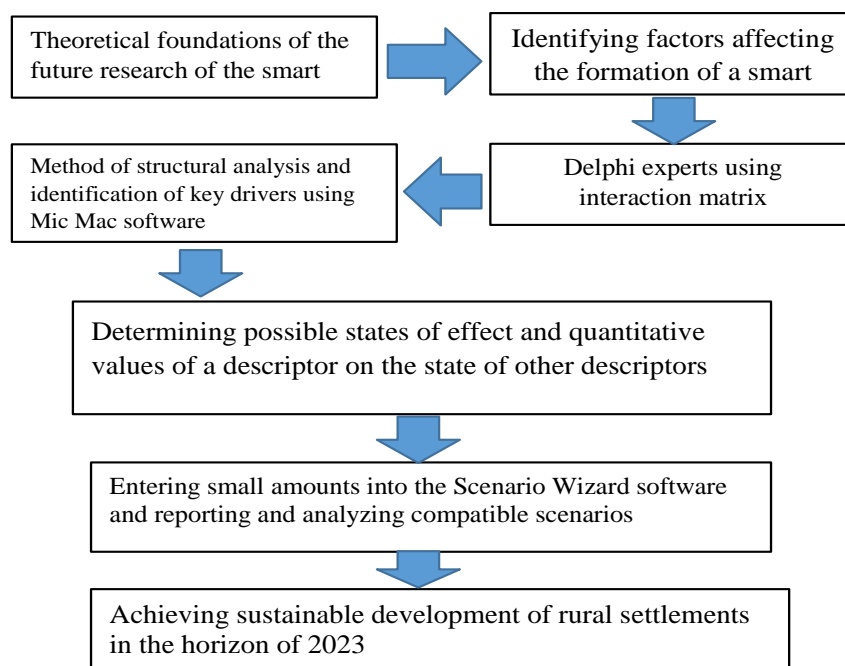 Theoretical foundations of the
future research of the smart
Identifying factors affecting
the formation of a smart
Delphi experts using
interaction matrix
Method of structural analysis and
identification of key drivers using
Mic Mac software
Determining possible states of effect and quantitative
values of a descriptor on the state of other descriptors
Entering small amounts into the Scenario Wizard software
and reporting and analyzing compatible scenarios
Achieving sustainable development of rural settlements
in the horizon of 2023